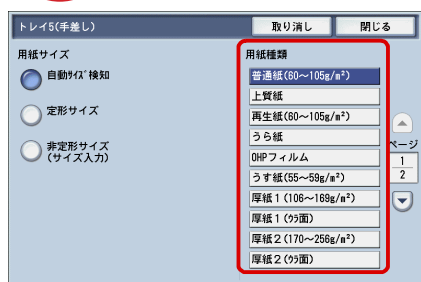 トレイ5(手差し)
取り消し
閉じる
用紙サイズ
自動ｻｲｽﾞ検知
定形サイズ
非定形サイズ
(サイズ入力)
用紙種類
普通紙(60〜105g/m²)
上質紙
再生紙(60〜105g/m²)
うら紙
OHPフィルム
うす紙(55〜59g/m²)
厚紙１(106〜169g/m²)
厚紙１(ｳﾗ面)
厚紙２(170〜256g/m²)
厚紙２(ｳﾗ面)
ページ
1
2